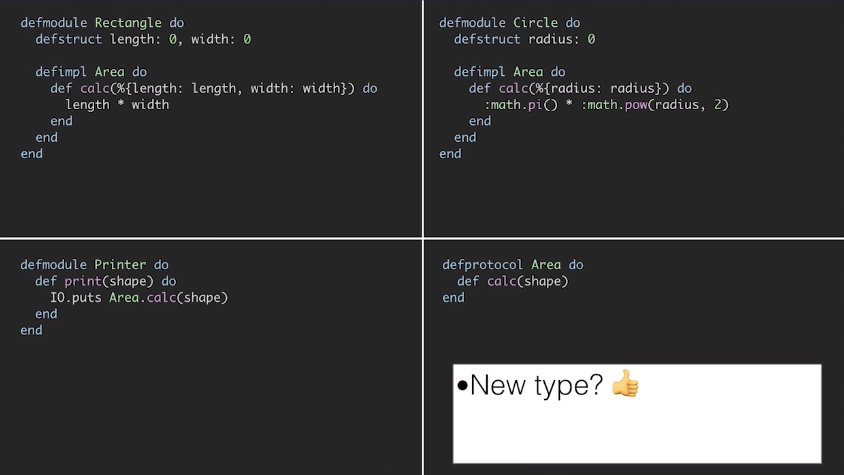 defmodule Rectangle do
defstruct length: 0, width: 0
defimpl Area do
def calc(%{length: length, width: width}) do
length * width
end
end
end
defmodule Circle do
defstruct radius: 0
defimpl Area do
def calc(%{radius: radius}) do
:math.pi() * :math.pow(radius, 2)
end
end
end
defmodule Printer do
def print(shape) do
IO.puts Area.calc(shape)
end
end
defprotocol Area do
def calc(shape)
end
•New type? 👍